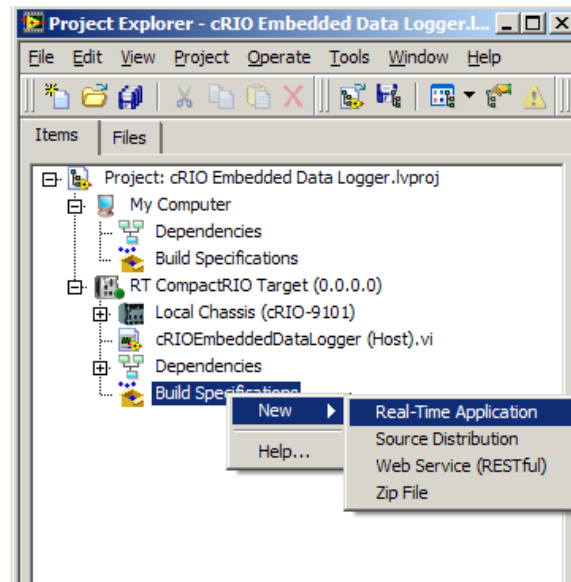 Project Explorer - cRIO Embedded Data Logger.l...
File Edit View Project Operate Tools Window Help
Items Files
Project: cRIO Embedded Data Logger.lvproj
My Computer
Dependencies
Build Specifications
RT CompactRIO Target (0.0.0.0)
Local Chassis (cRIO-9101)
cRIOEmbeddedDataLogger (Host).vi
Dependencies
Build Specifications
New
Help...
Real-Time Application
Source Distribution
Web Service (RESTful)
Zip File